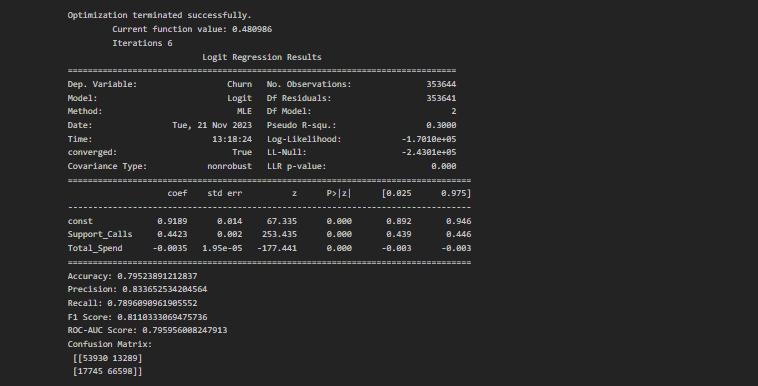 Optimization terminated successfully.
Current function value: 0.480986
Iterations 6
Logit Regression Results
==============================================================================
Dep. Variable: Churn No. Observations: 353644
Model: Logit Df Residuals: 353641
Method: MLE Df Model: 2
Date: Tue, 21 Nov 2023 Pseudo R-squ.: 0.3000
Time: 13:18:24 Log-Likelihood: -1.7010e+05
converged: True LL-Null: -2.4301e+05
Covariance Type: nonrobust LLR p-value: 0.000
=================================================================================
coef std err z P>|z| [0.025 0.975]
---------------------------------------------------------------------------------
const 0.9189 0.014 67.335 0.000 0.892 0.946
Support_Calls 0.4423 0.002 253.435 0.000 0.439 0.446
Total_Spend -0.0035 1.95e-05 -177.441 0.000 -0.003 -0.003
=================================================================================
Accuracy: 0.79523891212837
Precision: 0.833652534204564
Recall: 0.7896090961905552
F1 Score: 0.8110333069475736
ROC-AUC Score: 0.795956008247913
Confusion Matrix:
[[53930 13289]
[17745 66598]]